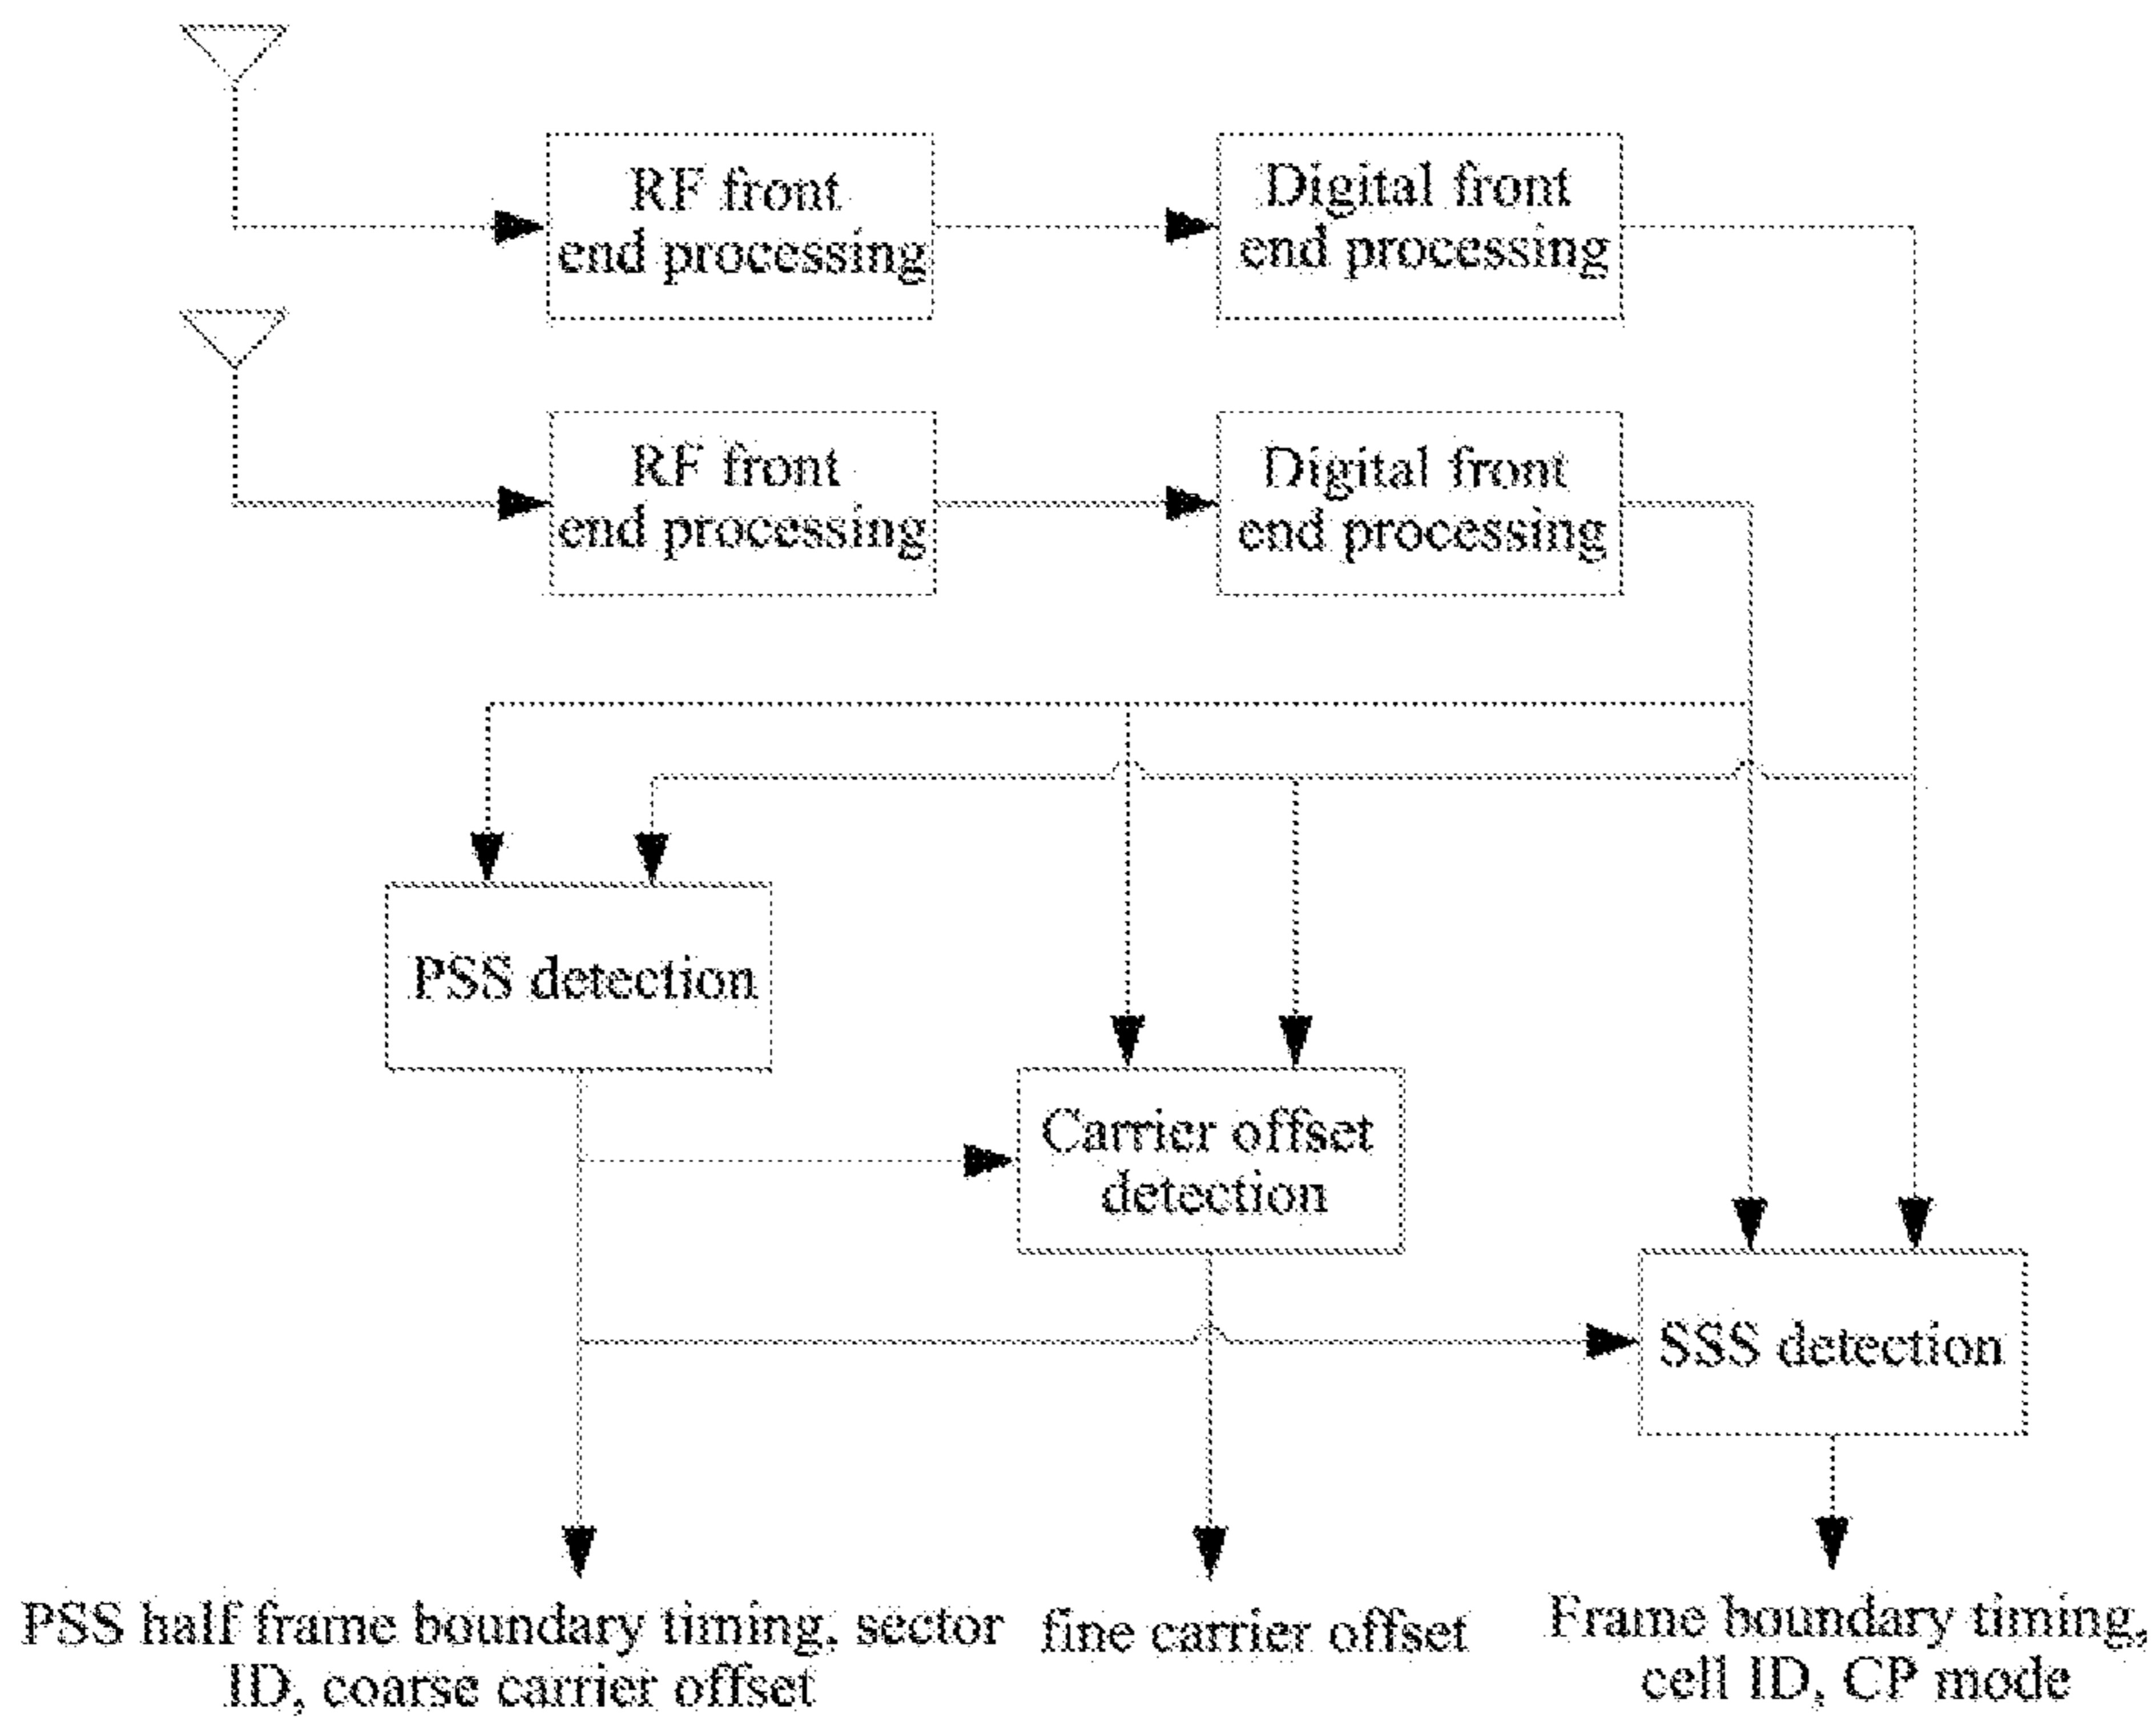 RF front
end processing
Digital front
end processing
RF front
end processing
Digital front
end processing
PSS detection
Carrier offset
detection
SSS detection
PSS half frame boundary timing, sector
ID, coarse carrier offset
fine carrier offset
Frame boundary timing,
cell ID, CP mode